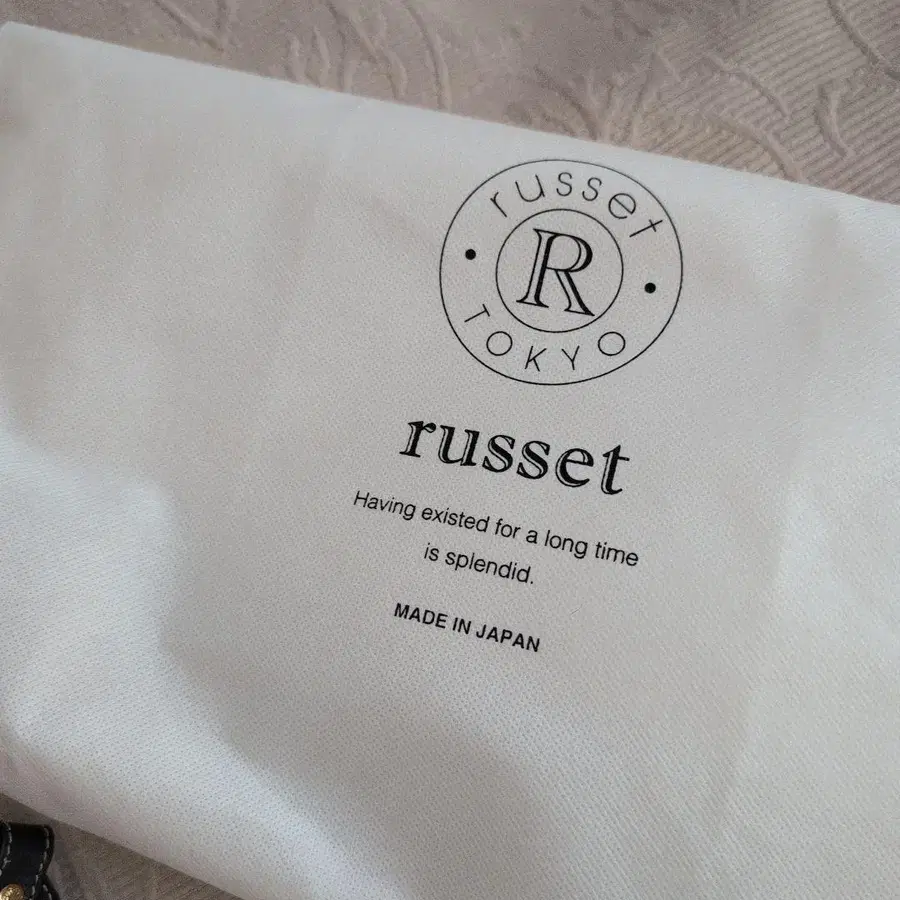 russet
R
TOKYO
russet
Having existed for a long time
is splendid.
MADE IN JAPAN